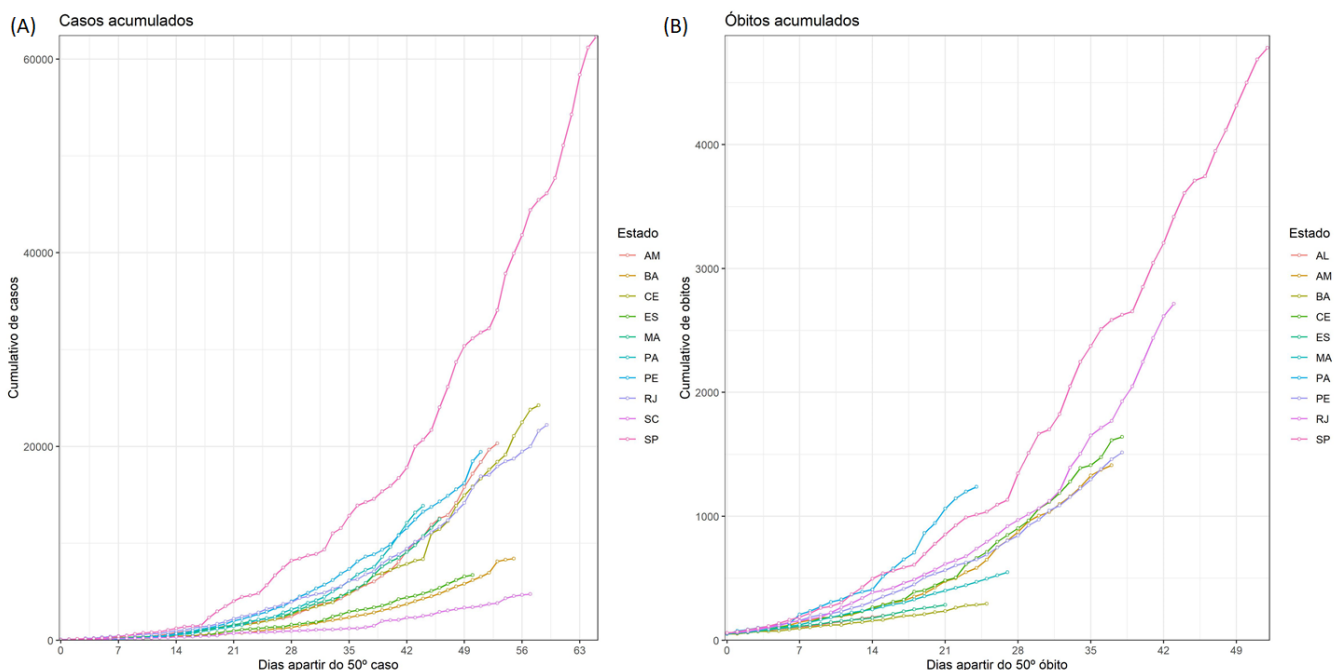 (A)
Casos acumulados
Cumulativo de casos
60000
40000
20000
0
0 7 14 21 28 35 42 49 56 63
Dias apartir do 50º caso
Estado
AM
BA
CE
ES
MA
PA
PE
RJ
SC
SP
(B)
Óbitos acumulados
Cumulativo de obitos
4000
3000
2000
1000
0
0 7 14 21 28 35 42 49
Dias apartir do 50º óbito
Estado
AL
AM
BA
CE
ES
MA
PA
PE
RJ
SP